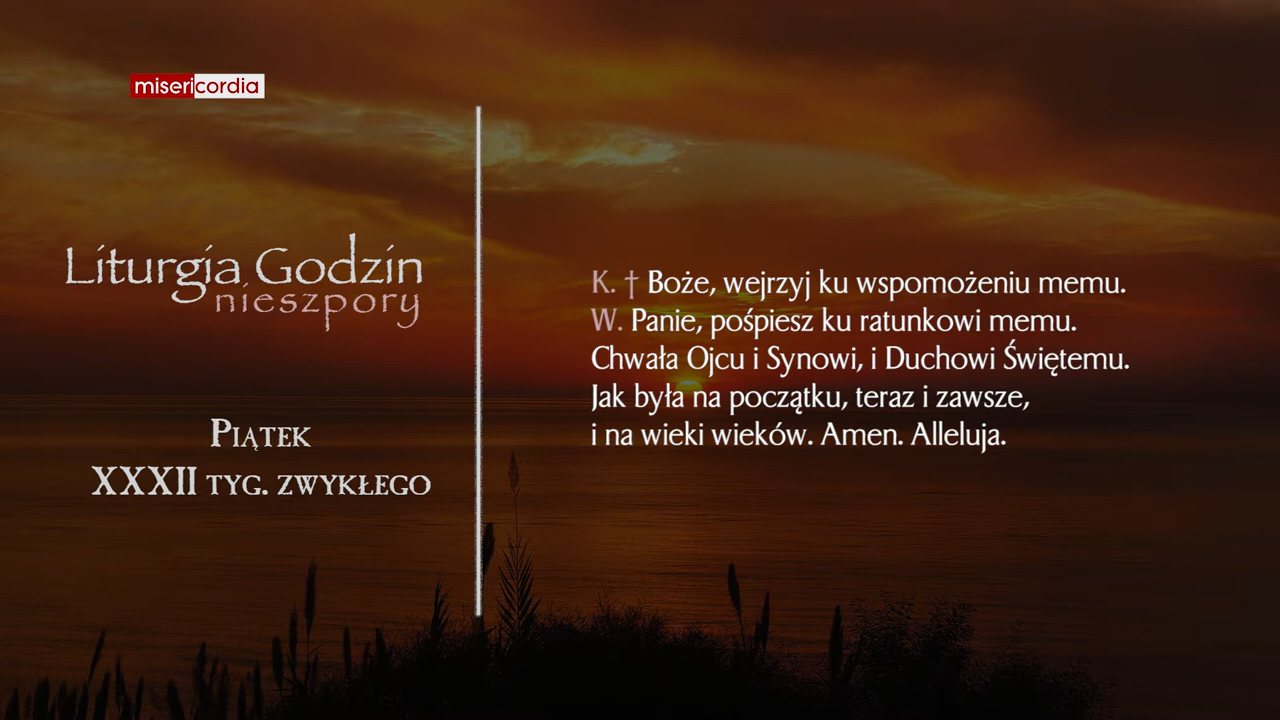 misericordia
Liturgia Godzin
nieszpory
Piątek
XXXII tyg. zwykłego
K. † Boże, wejrzyj ku wspomożeniu memu.
W. Panie, pośpiesz ku ratunkowi memu.
Chwała Ojcu i Synowi, i Duchowi Świętemu.
Jak była na początku, teraz i zawsze,
i na wieki wieków. Amen. Alleluja.